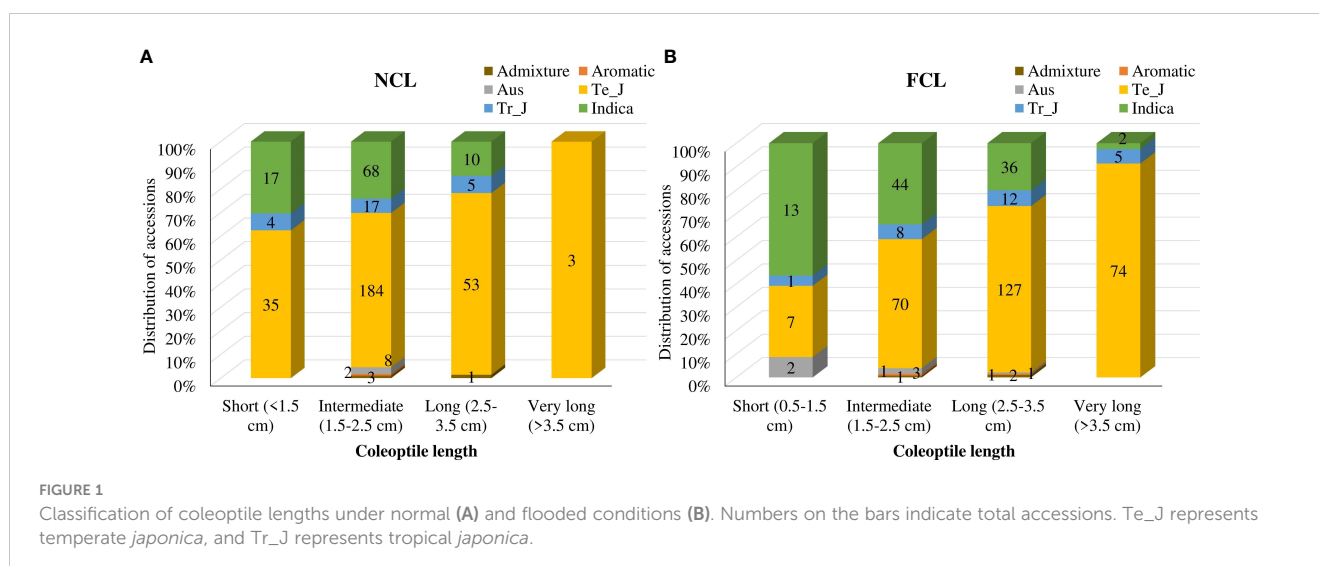 A
NCL
Admixture Aromatic
Aus Te_J
Tr_J Indica
Distribution of accessions
100%
90%
80%
70%
60%
50%
40%
30%
20%
10%
0%
17
4
35
68
17
184
8
2
3
10
5
53
1
3
Short (<1.5 cm)
Intermediate (1.5-2.5 cm)
Long (2.5-3.5 cm)
Very long (>3.5 cm)
Coleoptile length
B
FCL
Admixture Aromatic
Aus Te_J
Tr_J Indica
Distribution of accessions
100%
90%
80%
70%
60%
50%
40%
30%
20%
10%
0%
13
1
7
2
44
8
70
1
1
3
36
12
127
1
2
1
2
5
74
Short (0.5-1.5 cm)
Intermediate (1.5-2.5 cm)
Long (2.5-3.5 cm)
Very long (>3.5 cm)
Coleoptile length
FIGURE 1
Classification of coleoptile lengths under normal (A) and flooded conditions (B). Numbers on the bars indicate total accessions. Te_J represents
temperate japonica, and Tr_J represents tropical japonica.